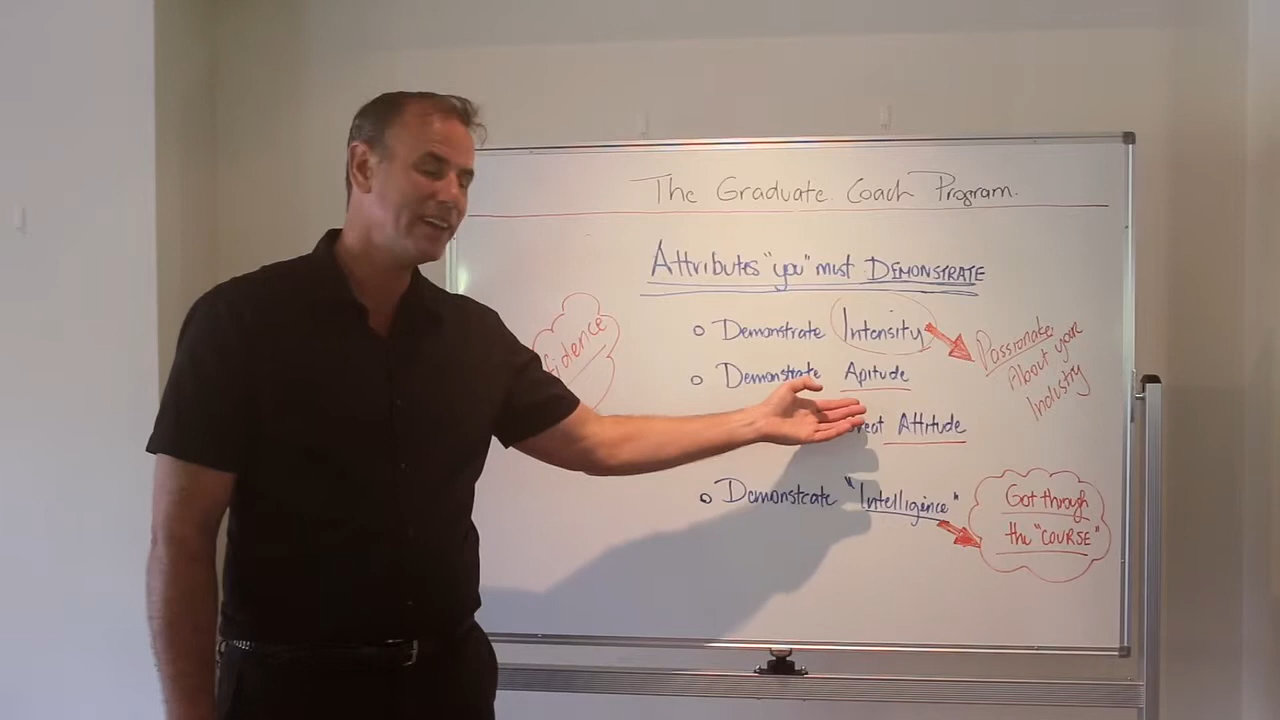 The Graduate Coach Program.
Attributes "you" must DEMONSTRATE
Demonstrate Intensity
Passionate
About your
Industry
Demonstrate Apitude
Attitude
Demonstrate "Intelligence"
Got through
the "COURSE"